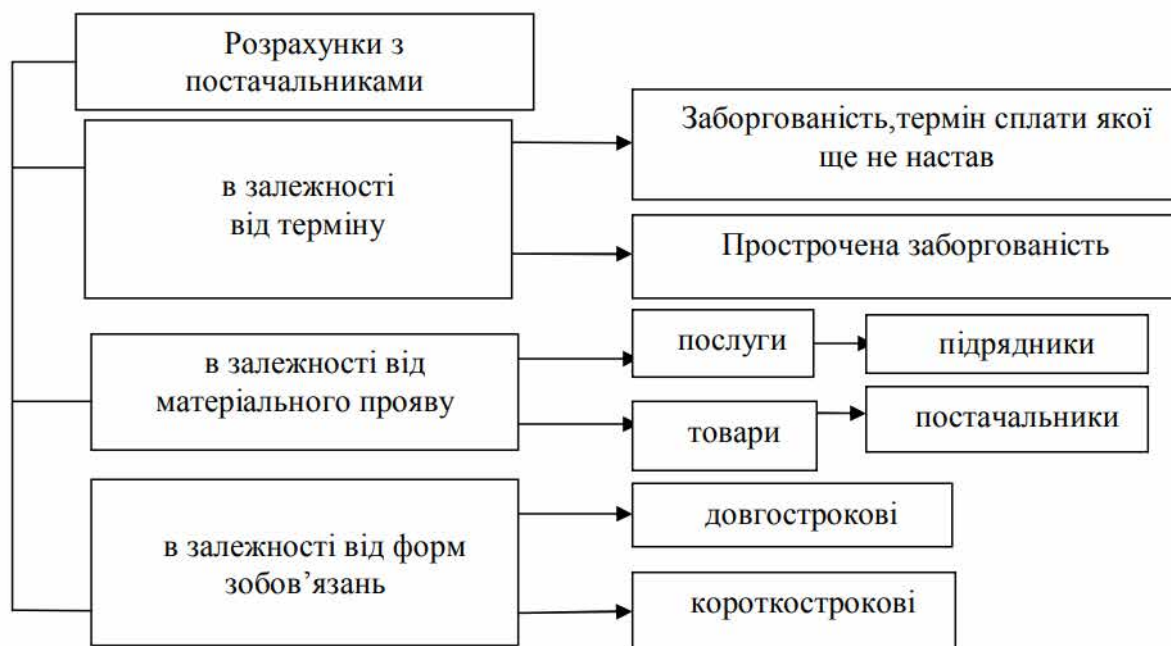 Розрахунки з
постачальниками
в залежності
від терміну
Заборгованість,термін сплати якої
ще не настав
Прострочена заборгованість
в залежності від
матеріального прояву
послуги
підрядники
товари
постачальники
в залежності від форм
зобов’язань
довгострокові
короткострокові